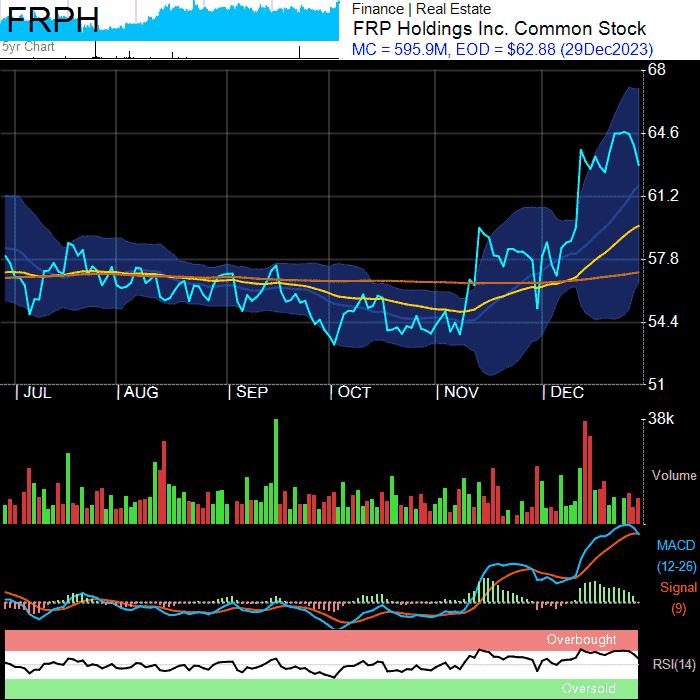 FRPH
5yr Chart
Finance | Real Estate
FRP Holdings Inc. Common Stock
MC = 595.9M, EOD = $62.88 (29Dec2023)
68
64.6
61.2
57.8
54.4
51
JUL
AUG
SEP
OCT
NOV
DEC
38k
Volume
MACD
(12-26)
Signal
(9)
Overbought
RSI(14)
Oversold